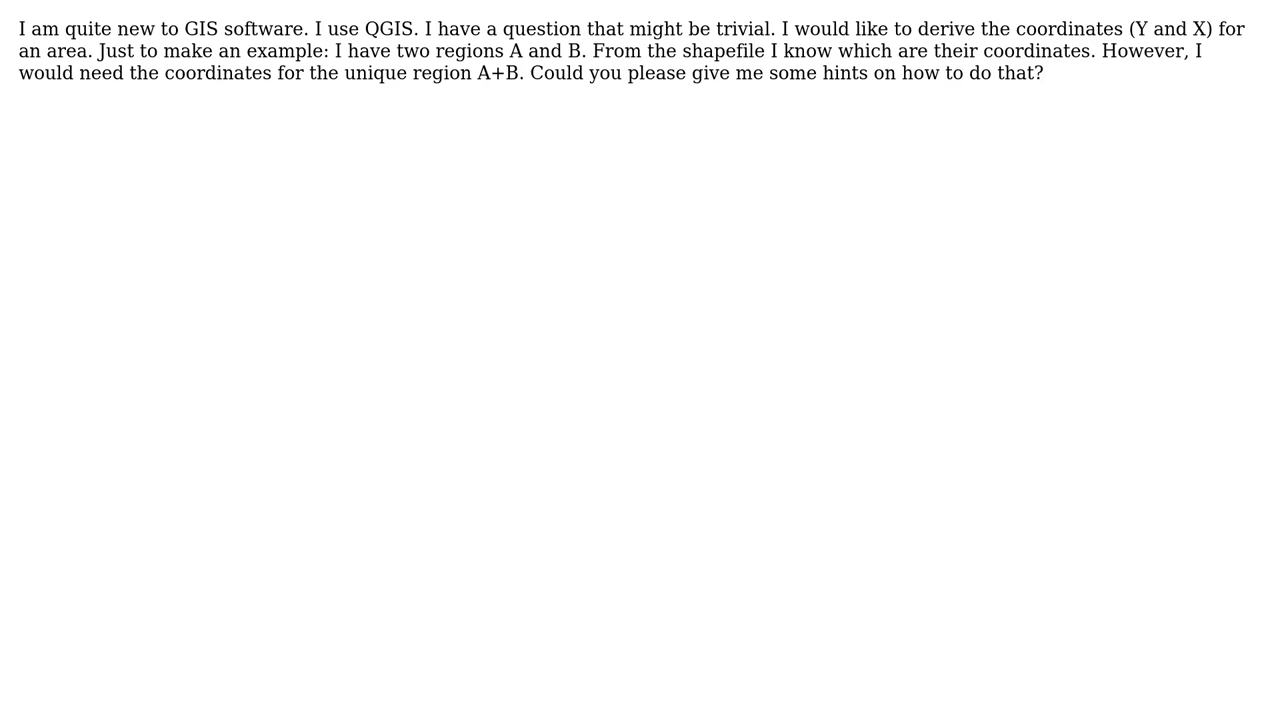 I am quite new to GIS software. I use QGIS. I have a question that might be trivial. I would like to derive the coordinates (Y and X) for
an area. Just to make an example: I have two regions A and B. From the shapefile I know which are their coordinates. However, I
would need the coordinates for the unique region A+B. Could you please give me some hints on how to do that?